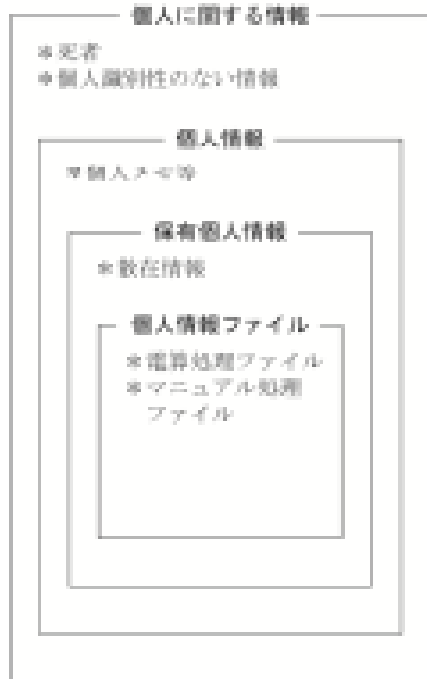 個人に関する情報
＊死者
＊個人識別性のない情報
個人情報
＊個人メモ等
保有個人情報
＊散在情報
個人情報ファイル
＊電算処理ファイル
＊マニュアル処理
ファイル